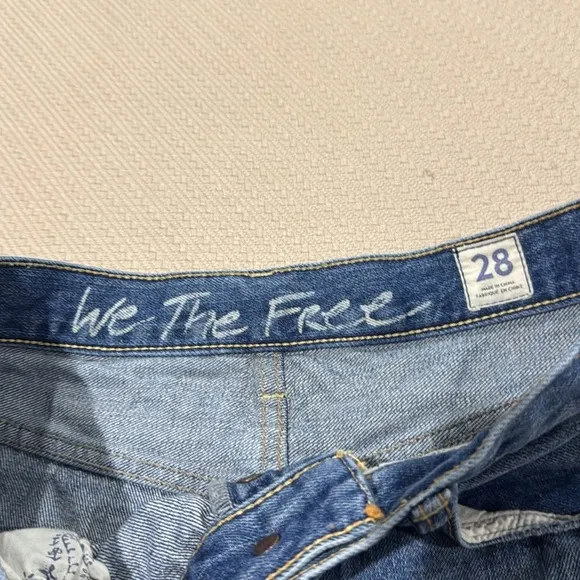 We The Free
28
MADE IN CHINA
FABRIQUÉ EN CHINE